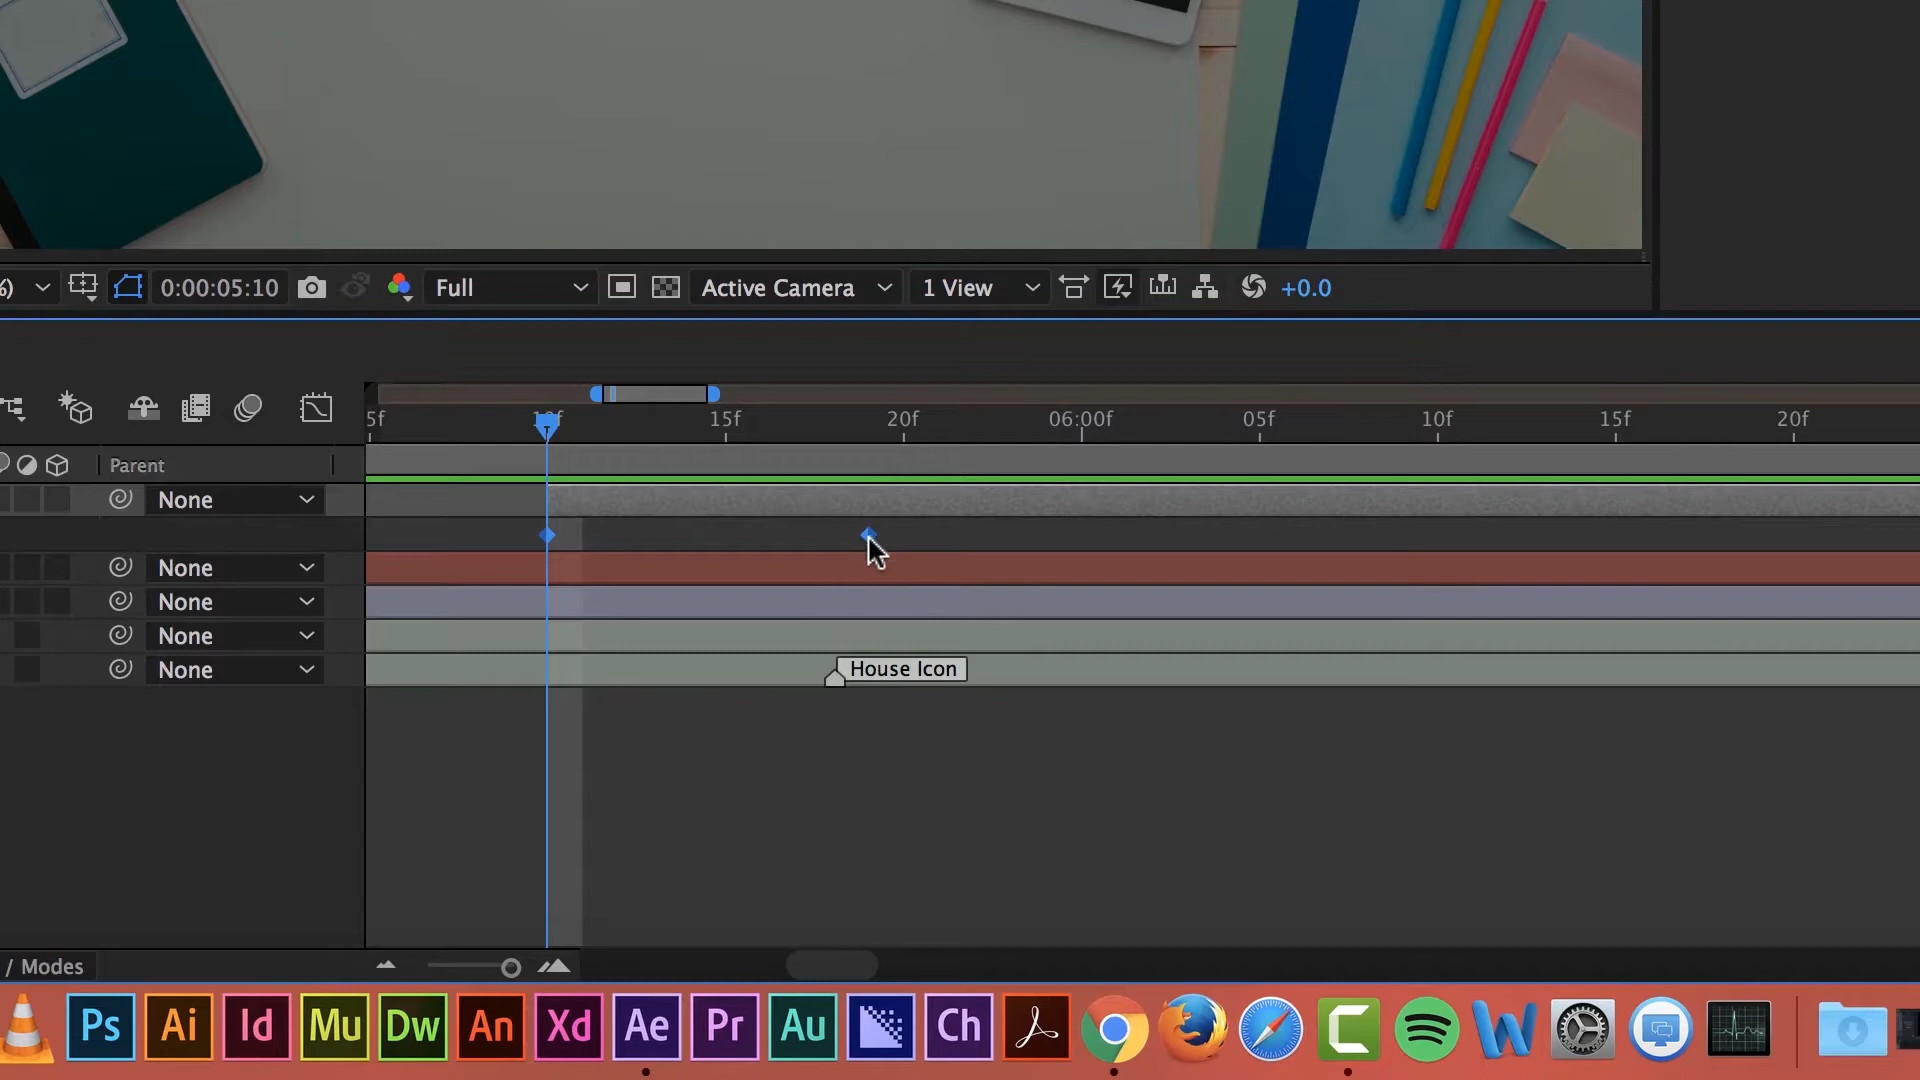 %) 0:00:05:10 Full Active Camera 1 View +0.0
5f 15f 20f 06:00f 05f 10f 15f 20f
Parent
None
None
None
None
None
House Icon
/ Modes
Ps Ai Id Mu Dw An Xd Ae Pr Au Ch